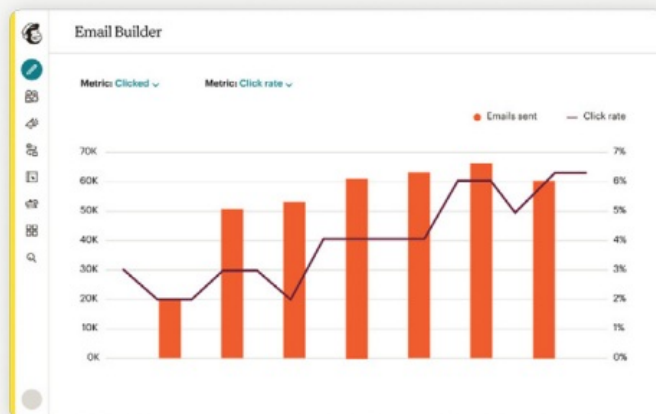 Email Builder
Metric: Clicked Metric: Click rate
Emails sent Click rate
70K 7%
60K 6%
50K 5%
40K 4%
30K 3%
20K 2%
10K 1%
0K 0%